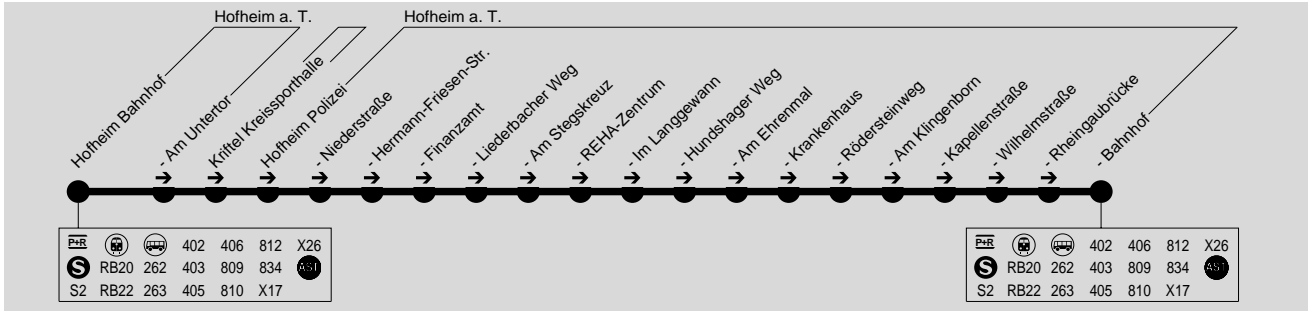 Hofheim a. T.
Hofheim a. T.
Hofheim Bahnhof
- Am Untertor
Kriftel Kreissporthalle
Hofheim Polizei
- Niederstraße
- Hermann-Friesen-Str.
- Finanzamt
- Liederbacher Weg
- Am Stegskreuz
- REHA-Zentrum
- Im Langgewann
- Hundshager Weg
- Am Ehrenmal
- Krankenhaus
- Rödersteinweg
- Am Klingenborn
- Kapellenstraße
- Wilhelmstraße
- Rheingaubrücke
- Bahnhof
P+R 402 406 812 X26
S RB20 262 403 809 834 AST
S2 RB22 263 405 810 X17
P+R 402 406 812 X26
S RB20 262 403 809 834 AST
S2 RB22 263 405 810 X17